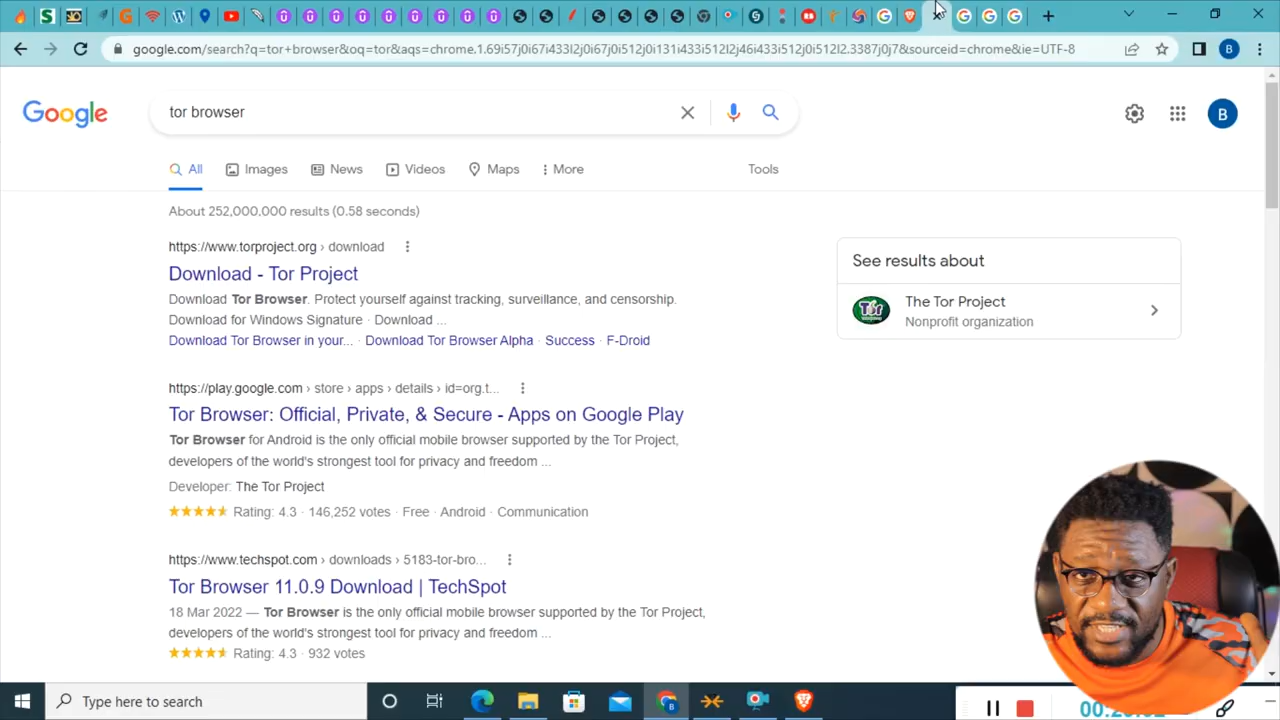 google.com/search?q=tor+browser&oq=tor&aqs=chrome.1.69i57j0i67i433l2j0i67j0i512j0i131i433i512l2j46i433i512j0i512l2.3387j0j7&sourceid=chrome&ie=UTF-8
B
Google
tor browser
B
All
Images
News
Videos
Maps
More
Tools
About 252,000,000 results (0.58 seconds)
https://www.torproject.org › download
Download - Tor Project
Download Tor Browser. Protect yourself against tracking, surveillance, and censorship.
Download for Windows Signature · Download ...
Download Tor Browser in your... · Download Tor Browser Alpha · Success · F-Droid
See results about
The Tor Project
Nonprofit organization
https://play.google.com › store › apps › details › id=org.t...
Tor Browser: Official, Private, & Secure - Apps on Google Play
Tor Browser for Android is the only official mobile browser supported by the Tor Project,
developers of the world's strongest tool for privacy and freedom ...
Developer: The Tor Project
Rating: 4.3 · 146,252 votes · Free · Android · Communication
https://www.techspot.com › downloads › 5183-tor-bro...
Tor Browser 11.0.9 Download | TechSpot
18 Mar 2022 — Tor Browser is the only official mobile browser supported by the Tor Project,
developers of the world's strongest tool for privacy and freedom ...
Rating: 4.3 · 932 votes
Type here to search